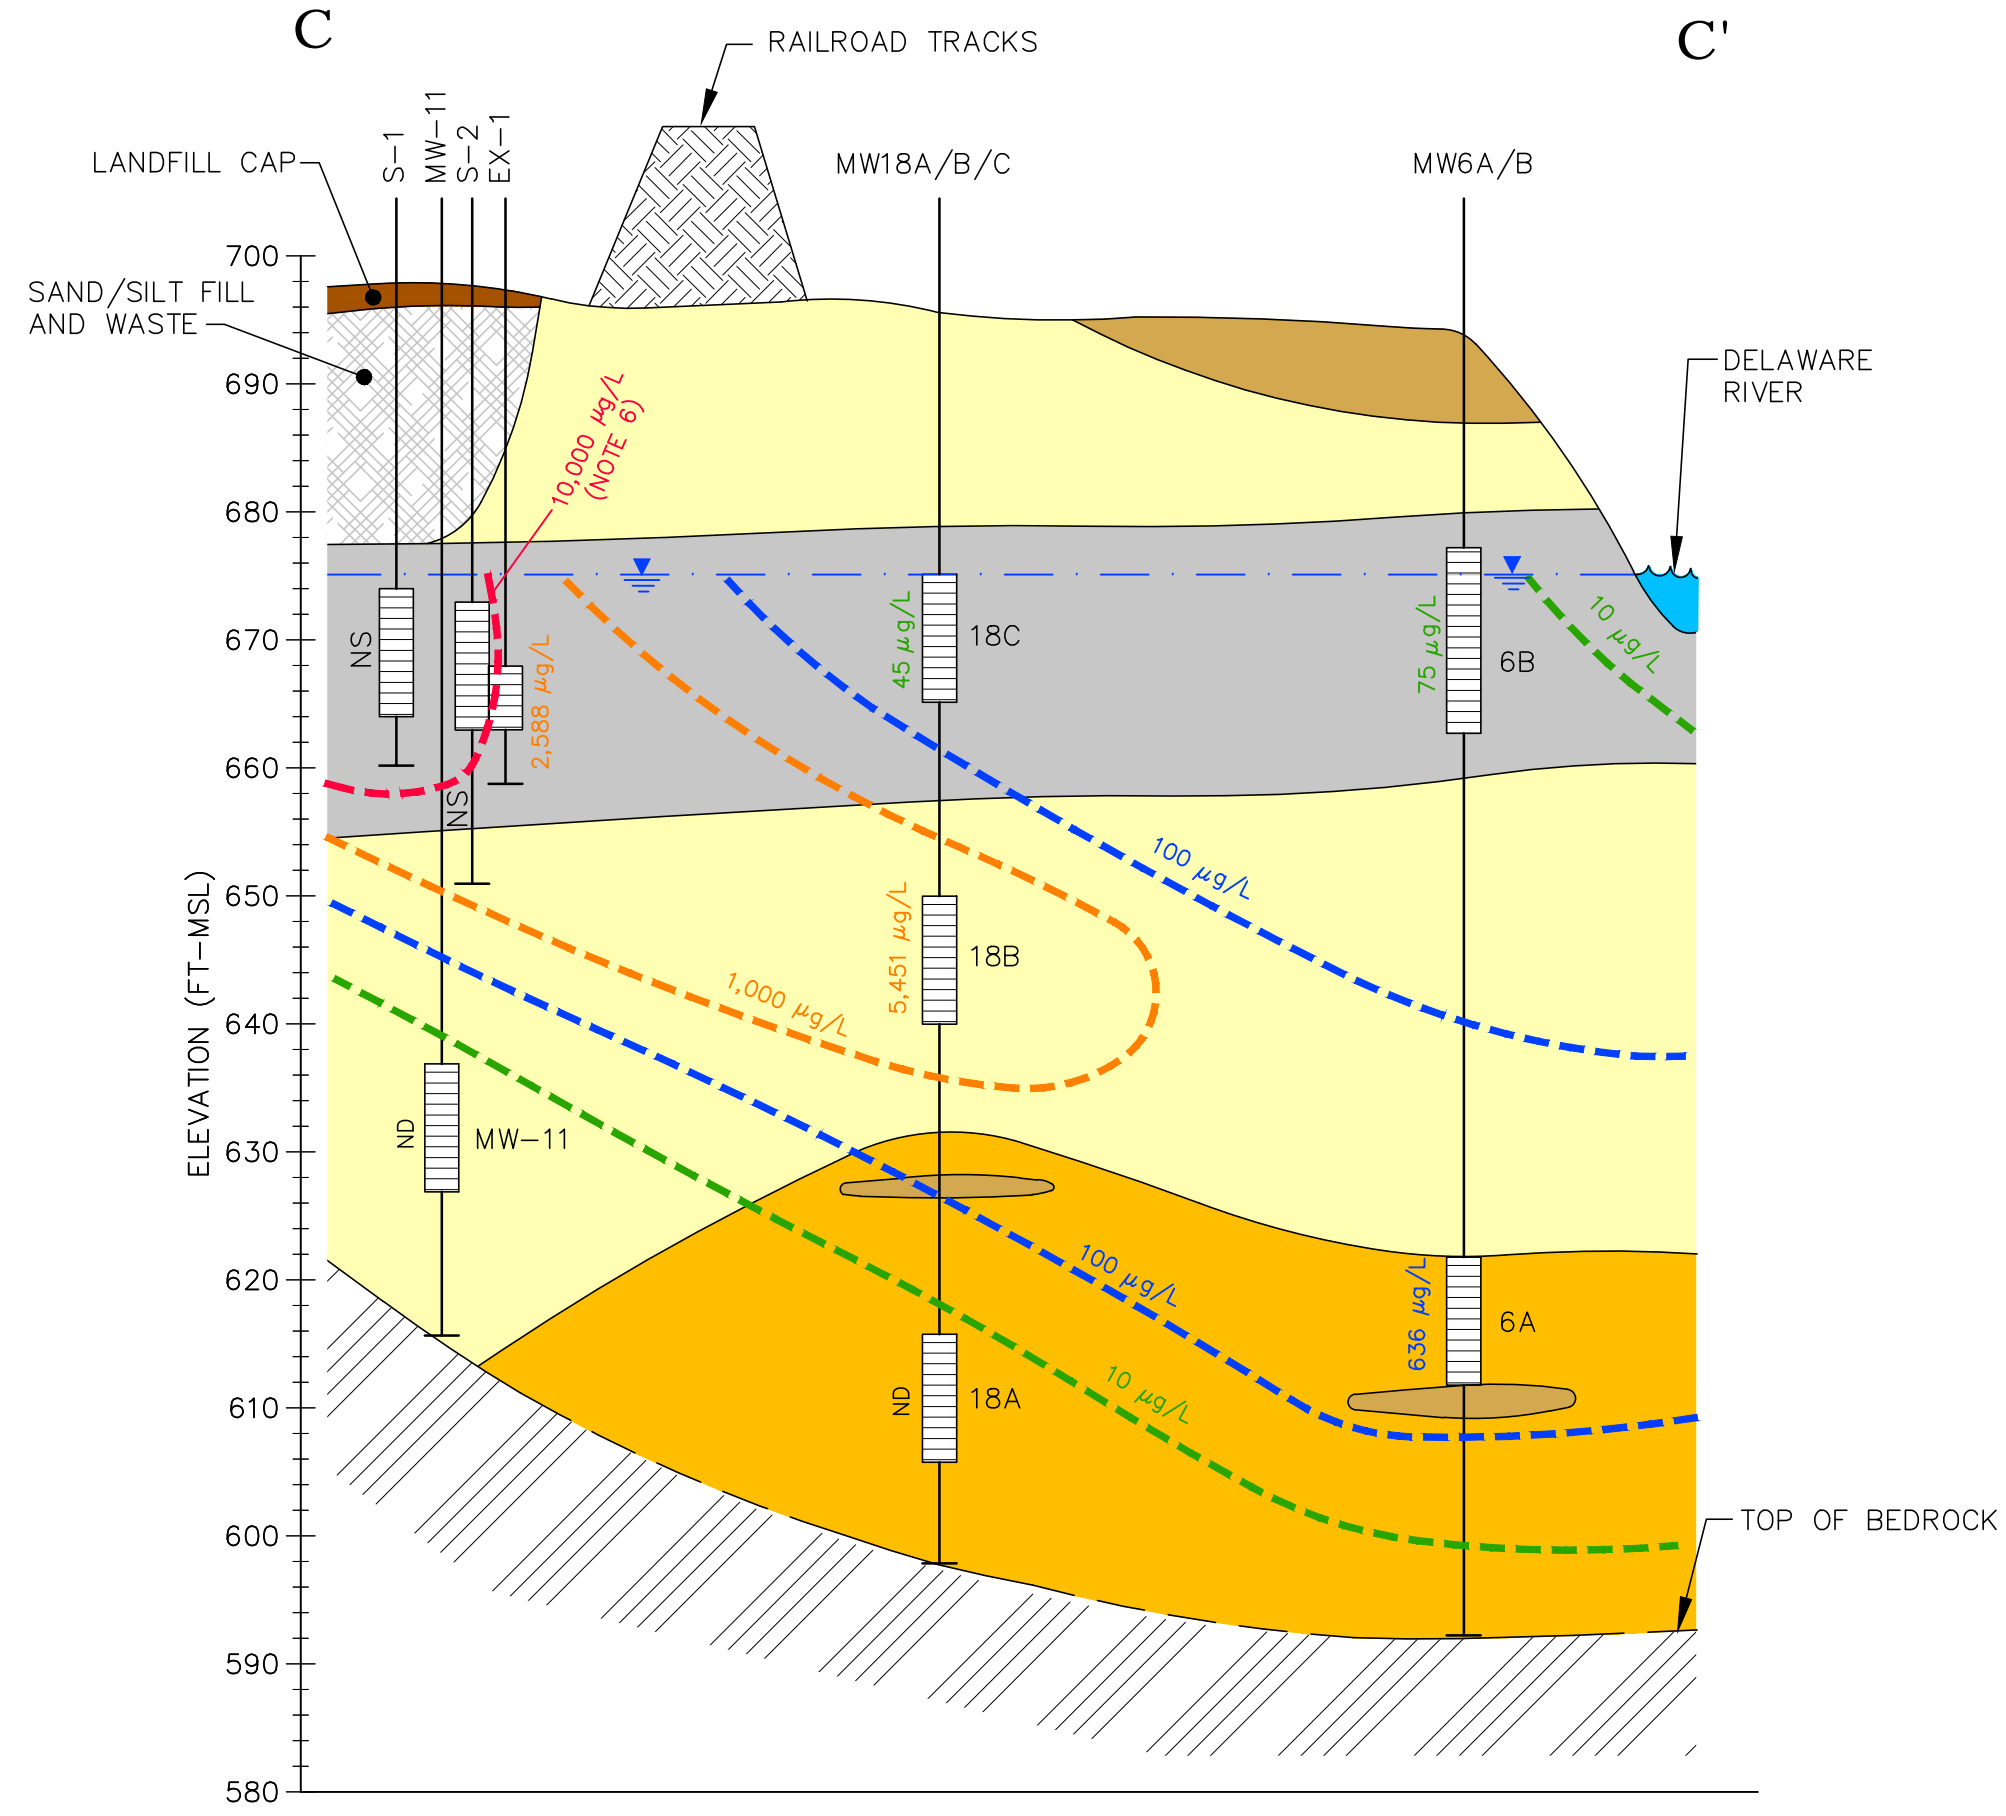 C
C'
RAILROAD TRACKS
LANDFILL CAP
S-1
MW-11
S-2
EX-1
MW18A/B/C
MW6A/B
SAND/SILT FILL
AND WASTE
DELAWARE
RIVER
10,000 µg/L
(NOTE 6)
700
690
680
670
660
650
640
630
620
610
600
590
580
ELEVATION (FT-MSL)
NS
NS
2,588 µg/L
45 µg/L
18C
75 µg/L
6B
10 µg/L
100 µg/L
5,451 µg/L
18B
1,000 µg/L
ND
MW-11
100 µg/L
636 µg/L
6A
10 µg/L
ND
18A
TOP OF BEDROCK